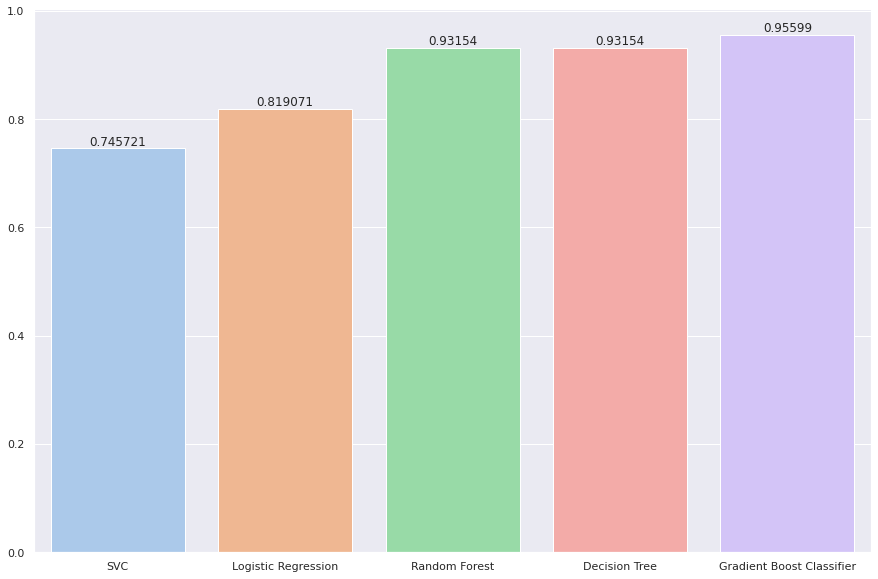 1.0
0.8
0.6
0.4
0.2
0.0
0.745721
0.819071
0.93154
0.93154
0.95599
SVC
Logistic Regression
Random Forest
Decision Tree
Gradient Boost Classifier